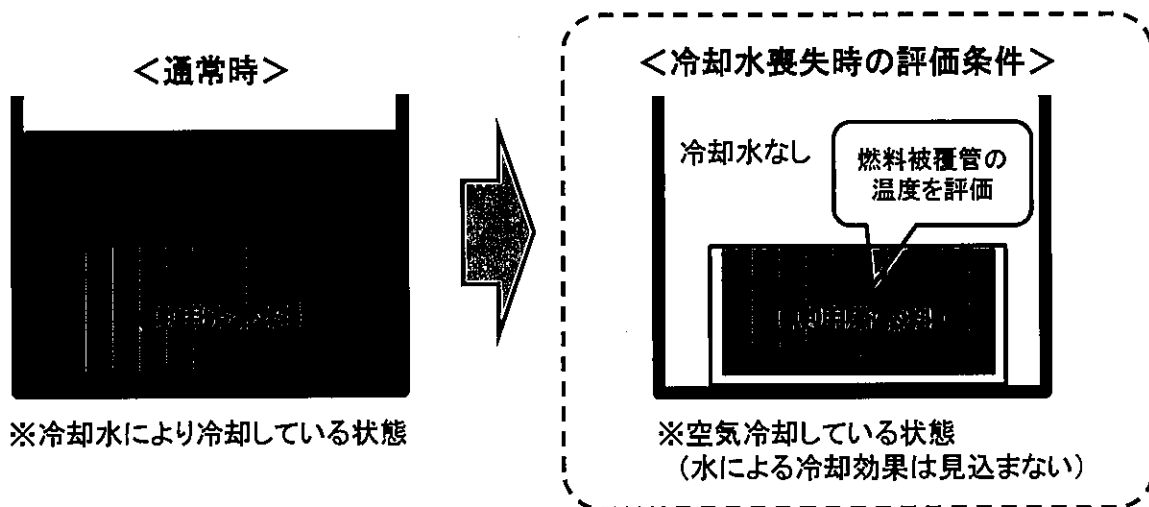 <通常時>
※冷却水により冷却している状態
<冷却水喪失時の評価条件>
冷却水なし
燃料被覆管の
温度を評価
※空気冷却している状態
(水による冷却効果は見込まない)